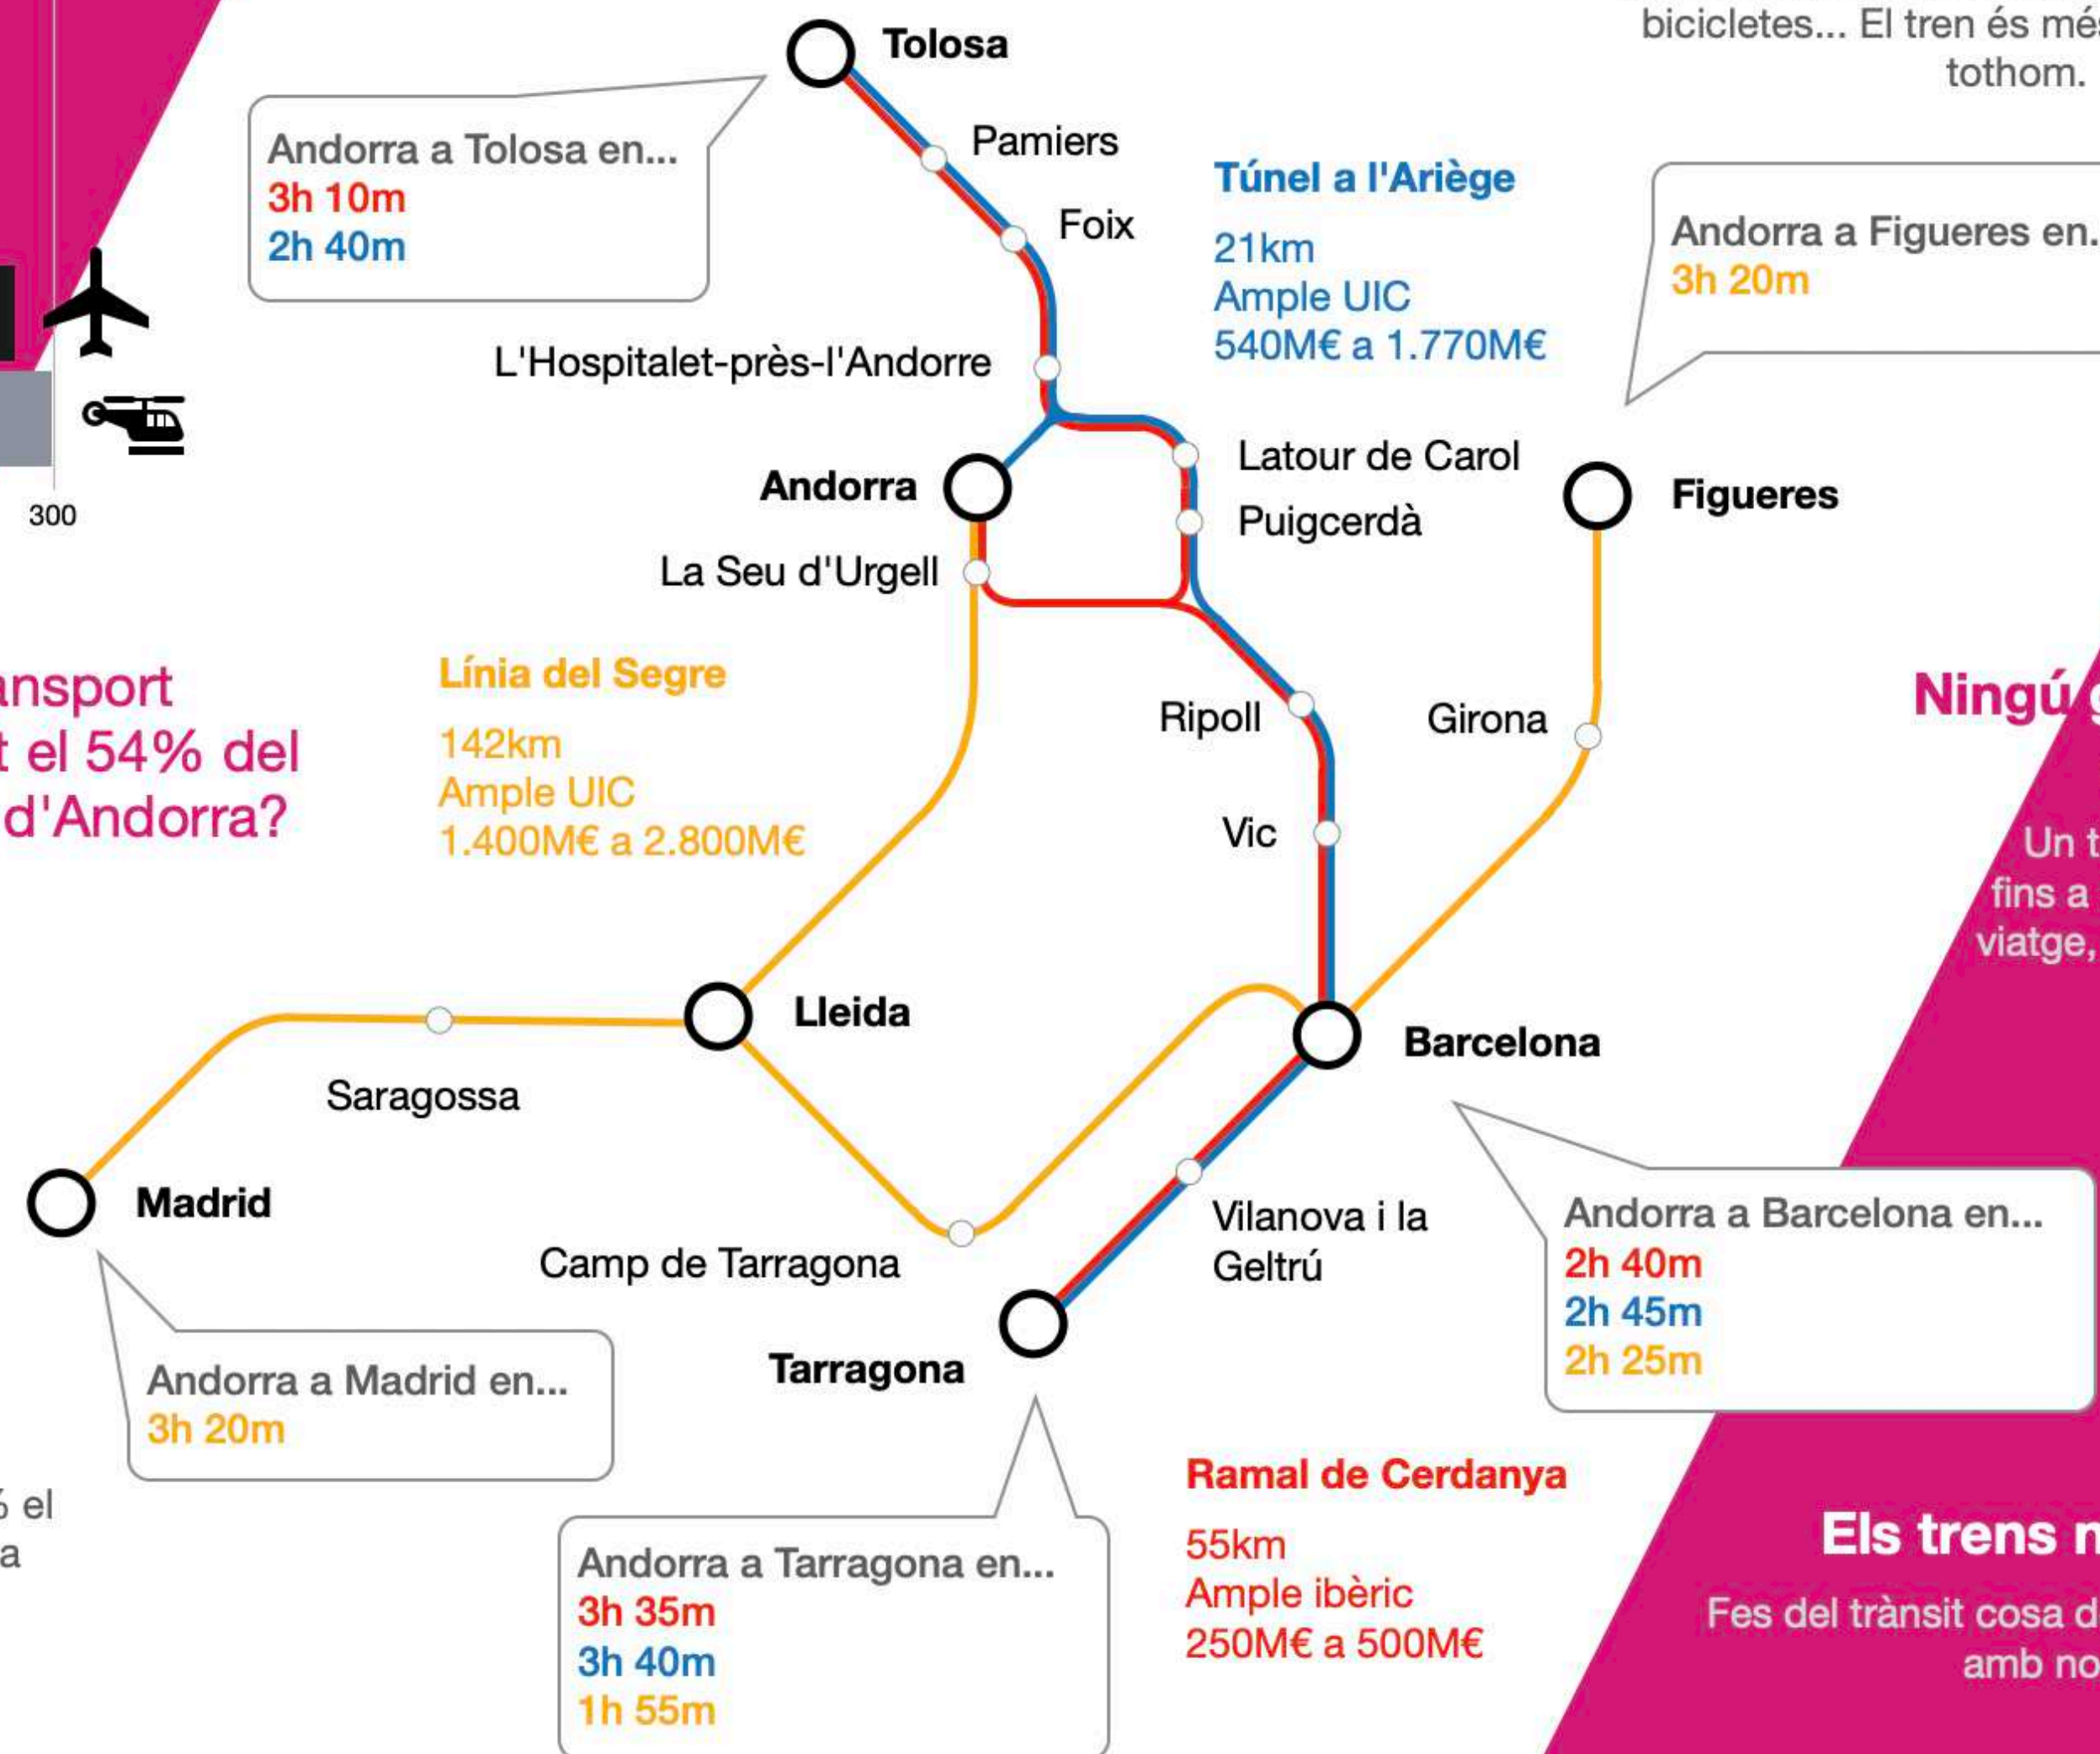 bicicletes... El tren és
tothom.
Tolosa
Andorra a Tolosa en...
3h 10m
2h 40m
Pamiers
Foix
Túnel a l'Ariège
21km
Ample UIC
540M€ a 1.770M€
Andorra a Figueres en.
3h 20m
L'Hospitalet-près-l'Andorre
300
Andorra
Latour de Carol
Puigcerdà
Figueres
La Seu d'Urgell
Línia del Segre
142km
Ample UIC
1.400M€ a 2.800M€
ansport
t el 54% del
d'Andorra?
Ripoll
Girona
Ningú
Vic
Un t
fins a
viatge,
Lleida
Barcelona
Saragossa
Madrid
Camp de Tarragona
Vilanova i la
Geltrú
Andorra a Barcelona en...
2h 40m
2h 45m
2h 25m
Andorra a Madrid en...
3h 20m
Tarragona
Ramal de Cerdanya
55km
Ample ibèric
250M€ a 500M€
Andorra a Tarragona en...
3h 35m
3h 40m
1h 55m
% el
a
Els trens
Fes del trànsit cosa d
amb no